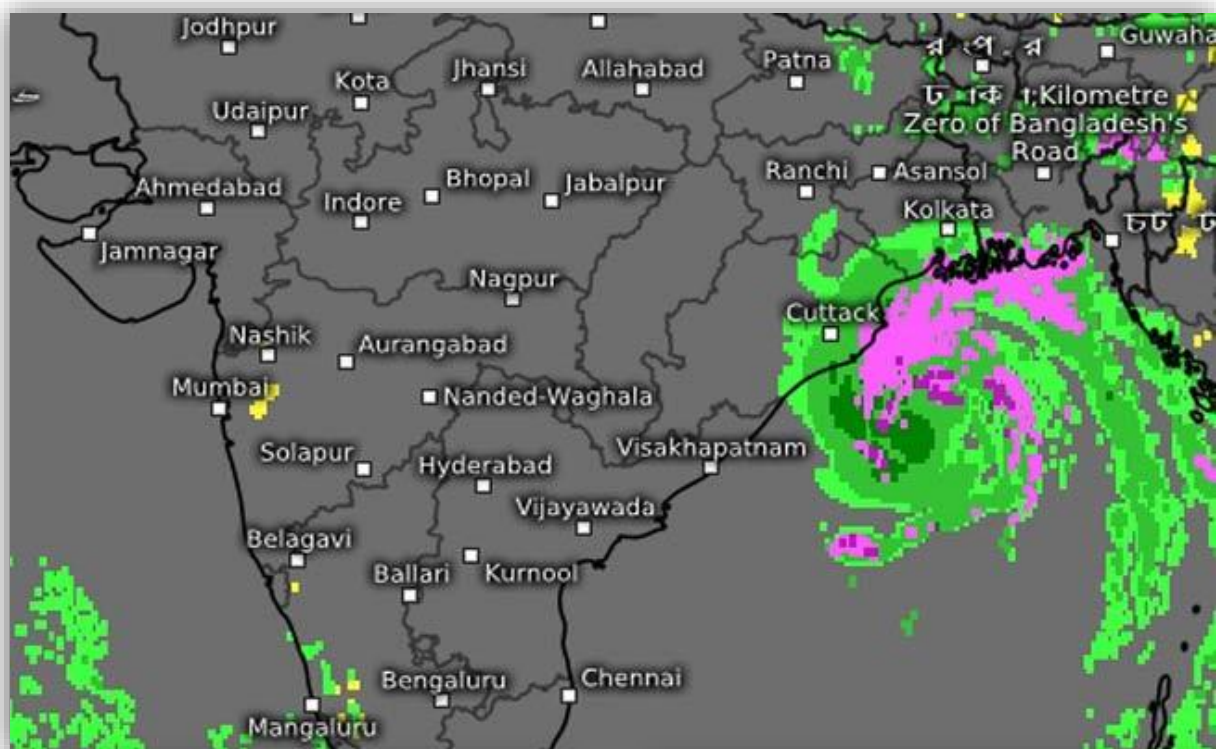 Jodhpur
Guwaha
Kota
Jhansi
Allahabad
Patna
Udaipur
;Kilometre
Zero of Bangladesh's
Road
Ahmedabad
Indore
Bhopal
Jabalpur
Ranchi
Asansol
Kolkata
Jamnagar
Nagpur
Cuttack
Nashik
Aurangabad
Mumbai
Nanded-Waghala
Solapur
Hyderabad
Visakhapatnam
Vijayawada
Belagavi
Ballari
Kurnool
Bengaluru
Chennai
Mangaluru